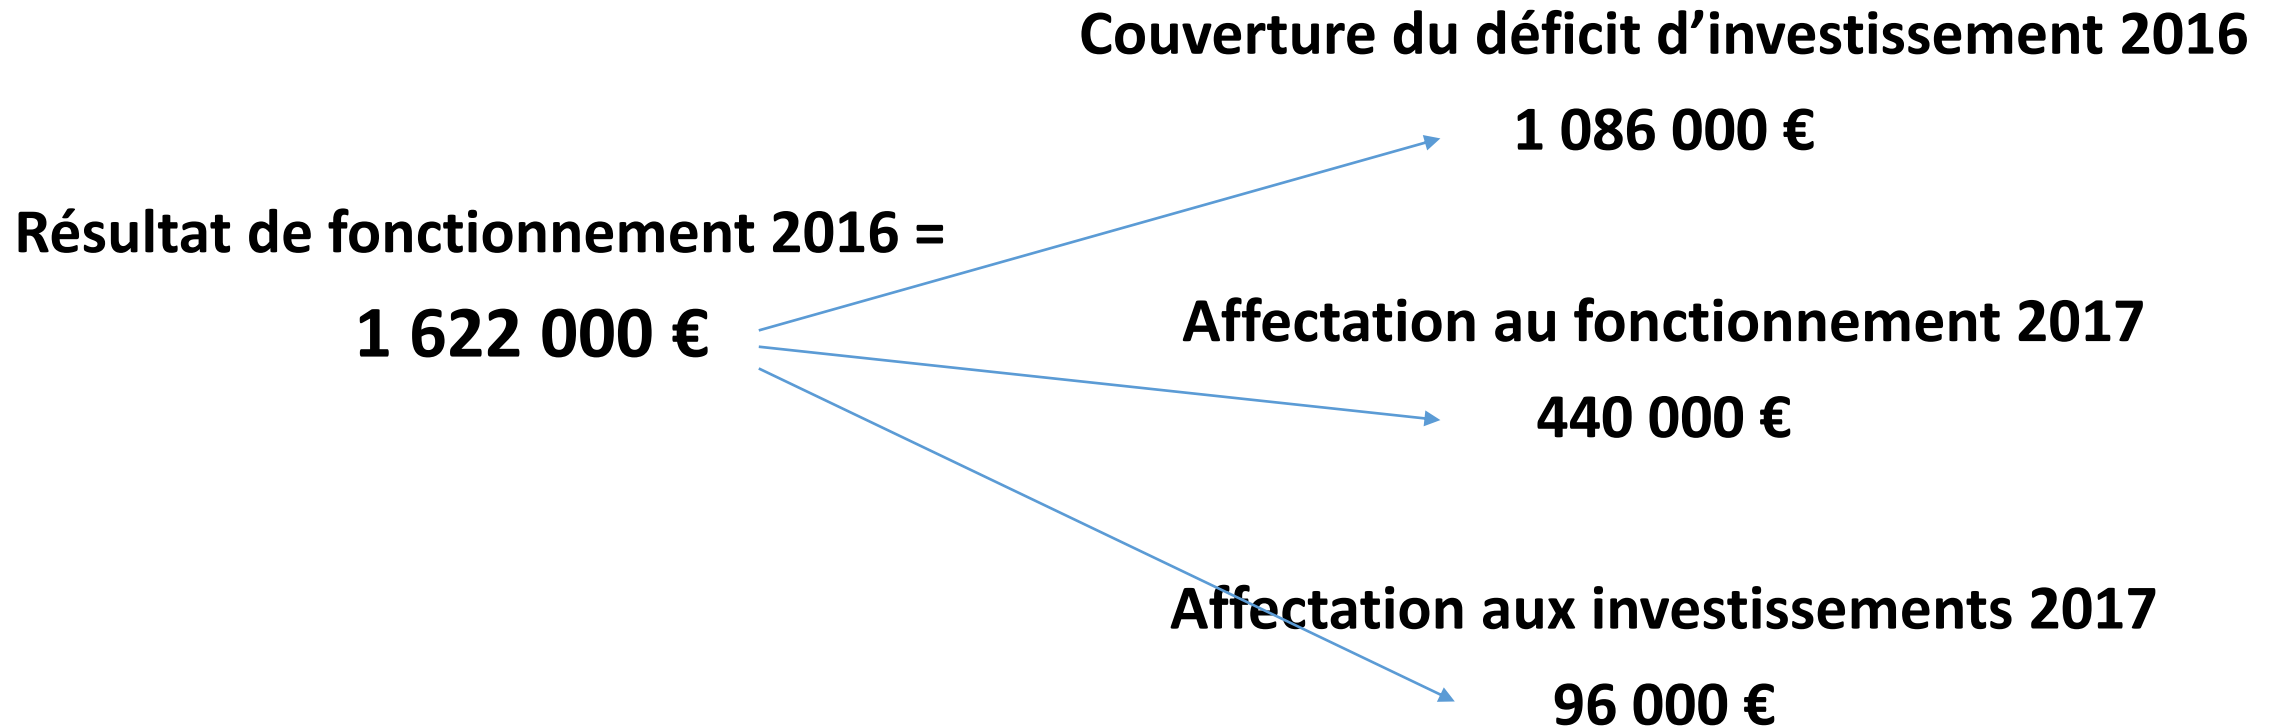 Couverture du déficit d’investissement 2016
1 086 000 €
Résultat de fonctionnement 2016 =
1 622 000 €
Affectation au fonctionnement 2017
440 000 €
Affectation aux investissements 2017
96 000 €